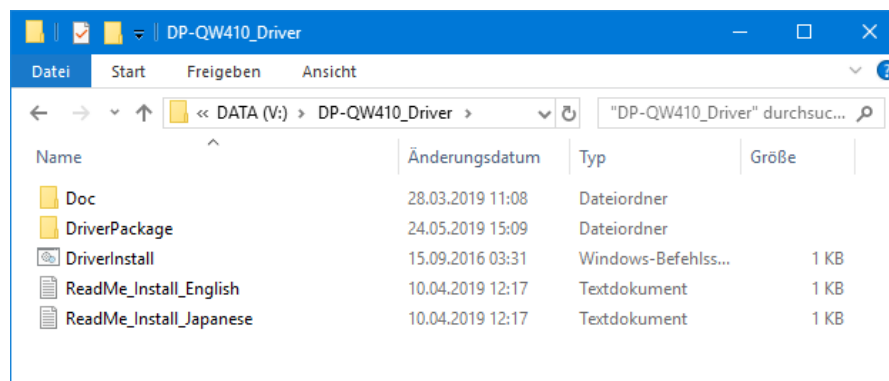 DP-QW410_Driver
Datei Start Freigeben Ansicht ?
« DATA (V:) > DP-QW410_Driver > "DP-QW410_Driver" durchsuc...
Name Änderungsdatum Typ Größe
Doc 28.03.2019 11:08 Dateiordner
DriverPackage 24.05.2019 15:09 Dateiordner
DriverInstall 15.09.2016 03:31 Windows-Befehlss... 1 KB
ReadMe_Install_English 10.04.2019 12:17 Textdokument 1 KB
ReadMe_Install_Japanese 10.04.2019 12:17 Textdokument 1 KB